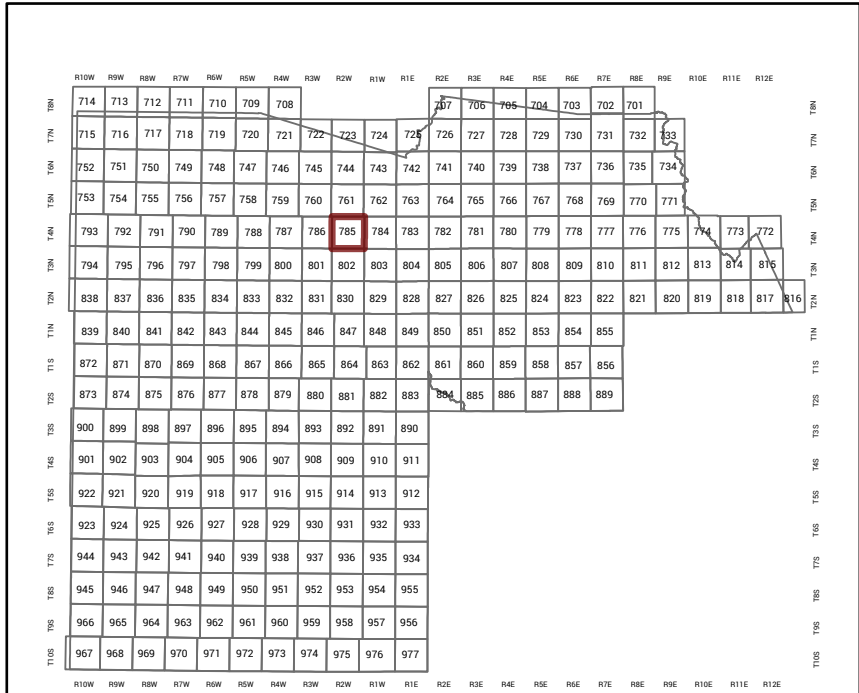 R10W R9W R8W R7W R6W R5W R4W R3W R2W R1W R1E R2E R3E R4E R5E R6E R7E R8E R9E R10E R11E R12E
T8N 714 713 712 711 710 709 708 707 706 705 704 703 702 701 T8N
T7N 715 716 717 718 719 720 721 722 723 724 725 726 727 728 729 730 731 732 733 T7N
T6N 752 751 750 749 748 747 746 745 744 743 742 741 740 739 738 737 736 735 734 T6N
T5N 753 754 755 756 757 758 759 760 761 762 763 764 765 766 767 768 769 770 771 T5N
T4N 793 792 791 790 789 788 787 786 785 784 783 782 781 780 779 778 777 776 775 774 773 772 T4N
T3N 794 795 796 797 798 799 800 801 802 803 804 805 806 807 808 809 810 811 812 813 814 815 T3N
T2N 838 837 836 835 834 833 832 831 830 829 828 827 826 825 824 823 822 821 820 819 818 817 816 T2N
T1N 839 840 841 842 843 844 845 846 847 848 849 850 851 852 853 854 855 T1N
T1S 872 871 870 869 868 867 866 865 864 863 862 861 860 859 858 857 856 T1S
T2S 873 874 875 876 877 878 879 880 881 882 883 884 885 886 887 888 889 T2S
T3S 900 899 898 897 896 895 894 893 892 891 890 T3S
T4S 901 902 903 904 905 906 907 908 909 910 911 T4S
T5S 922 921 920 919 918 917 916 915 914 913 912 T5S
T6S 923 924 925 926 927 928 929 930 931 932 933 T6S
T7S 944 943 942 941 940 939 938 937 936 935 934 T7S
T8S 945 946 947 948 949 950 951 952 953 954 955 T8S
T9S 966 965 964 963 962 961 960 959 958 957 956 T9S
T10S 967 968 969 970 971 972 973 974 975 976 977 T10S
R10W R9W R8W R7W R6W R5W R4W R3W R2W R1W R1E R2E R3E R4E R5E R6E R7E R8E R9E R10E R11E R12E